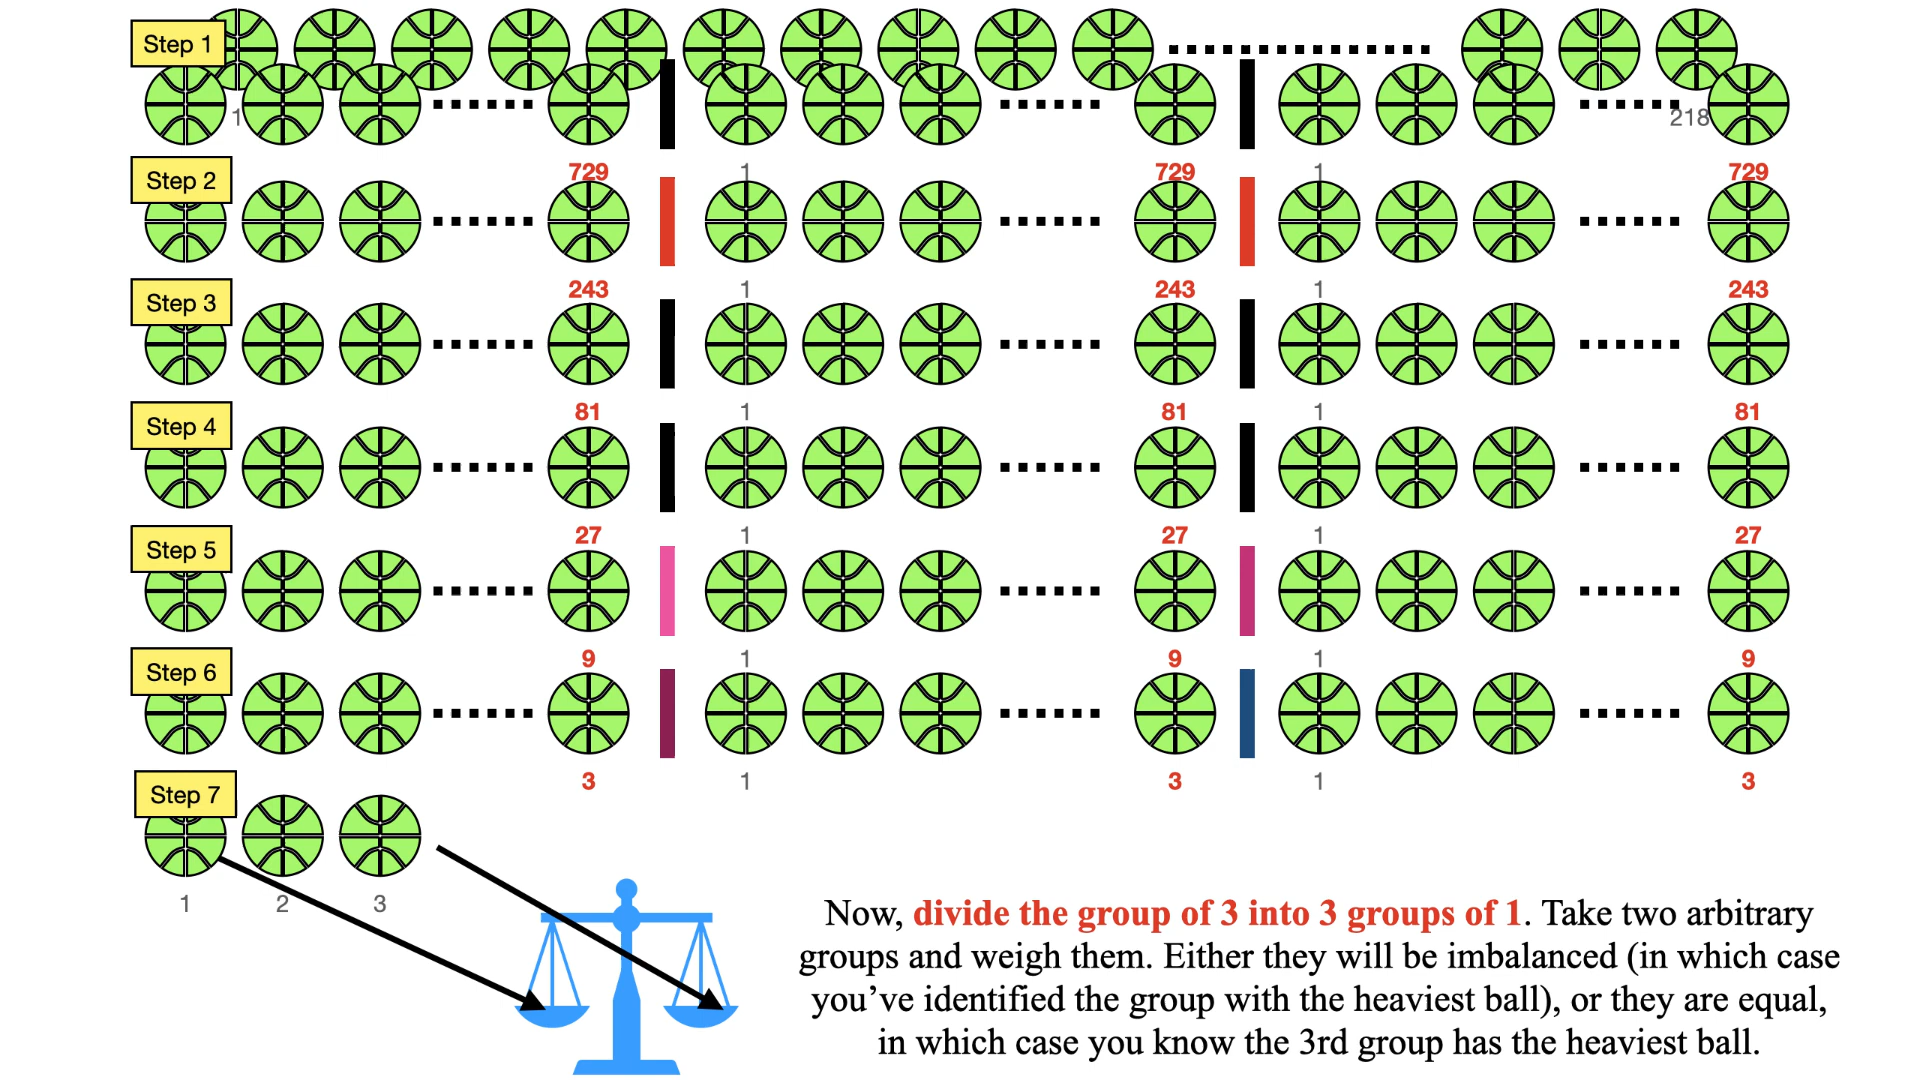 Step 1
1
218
Step 2
729 1 729 1 729
Step 3
243 1 243 1 243
Step 4
81 1 81 1 81
Step 5
27 1 27 1 27
Step 6
9 1 9 1 9
3 1 3 1 3
Step 7
1 2 3
Now, divide the group of 3 into 3 groups of 1. Take two arbitrary
groups and weigh them. Either they will be imbalanced (in which case
you’ve identified the group with the heaviest ball), or they are equal,
in which case you know the 3rd group has the heaviest ball.